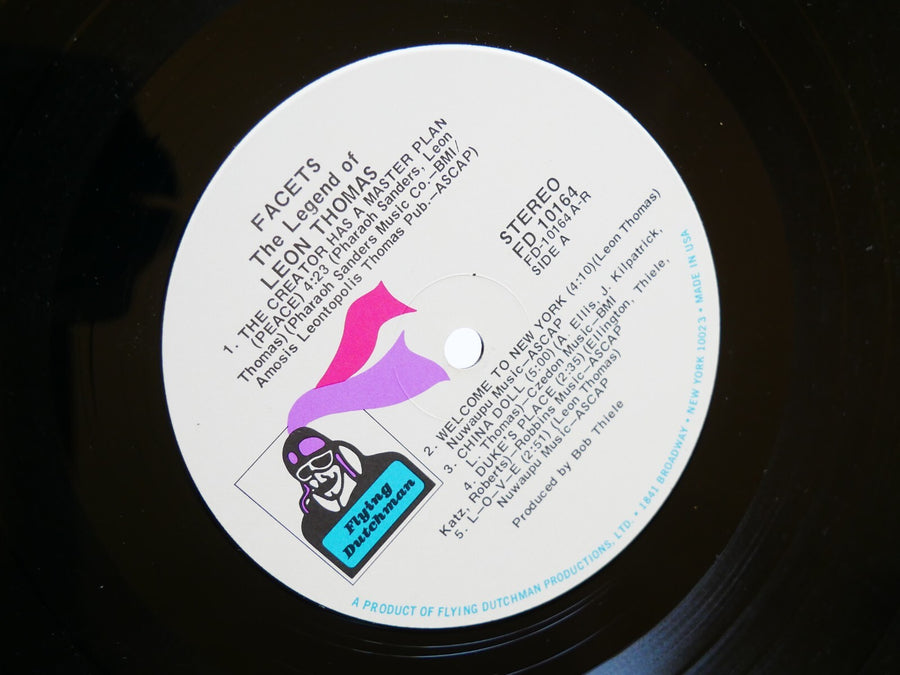 FACETS
The Legend of
LEON THOMAS
1. THE CREATOR HAS A MASTER PLAN
(PEACE) 4:23 (Pharaoh Sanders, Leon
Thomas) (Pharaoh Sanders Music Co.—BMI/
Amosis Leontopolis Thomas Pub.—ASCAP)
STEREO
FD 10164
FD-10164 A-R
SIDE A
2. WELCOME TO NEW YORK (4:10) (Leon Thomas)
Nuwaupu Music—ASCAP
3. CHINA DOLL (5:00) (A. Ellis, J. Kilpatrick,
L. Thomas)—Czedon Music—BMI
4. DUKE'S PLACE (2:35) (Ellington, Thiele,
Katz, Roberts)—Robbins Music—ASCAP
5. L—O—V—E (2:51) (Leon Thomas)
Nuwaupu Music—ASCAP
Produced by Bob Thiele
Flying
Dutchman
A PRODUCT OF FLYING DUTCHMAN PRODUCTIONS, LTD. • 1841 BROADWAY • NEW YORK 10023 • MADE IN USA